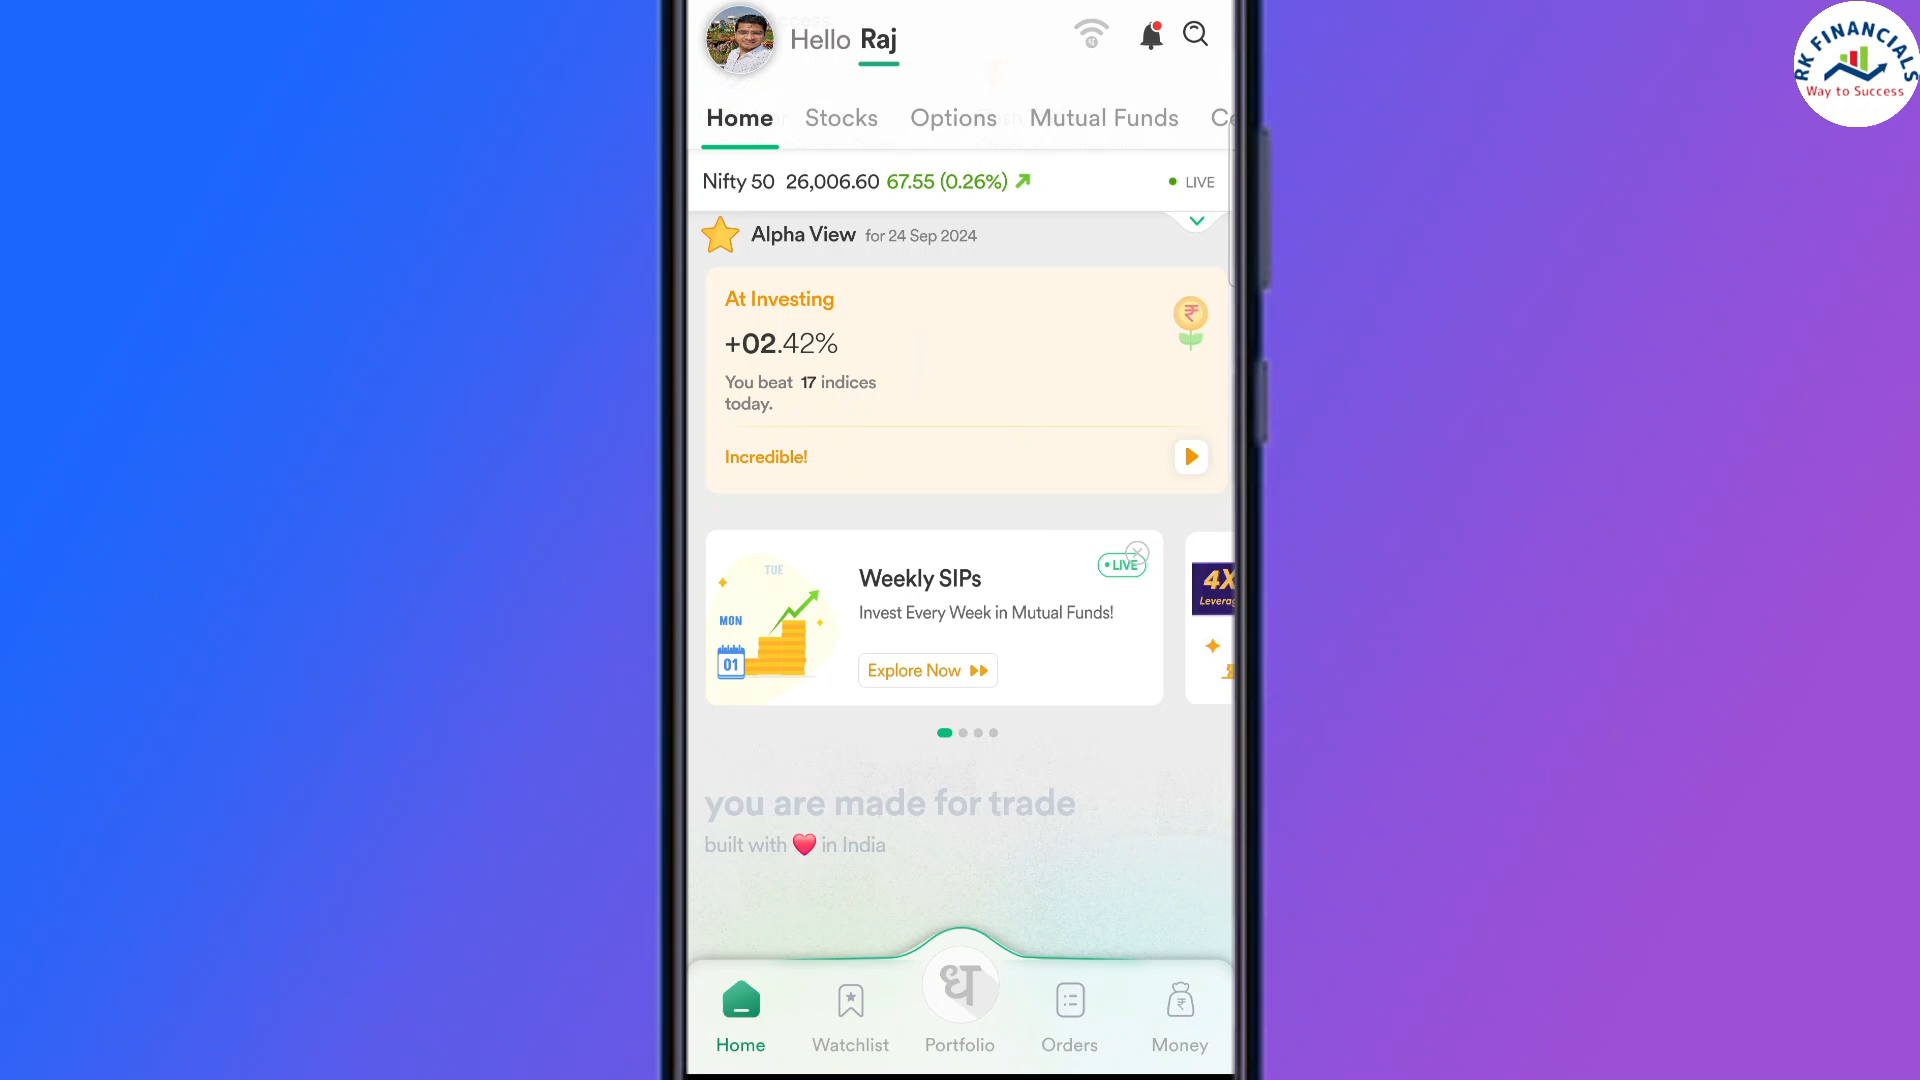 RK FINANCIALS
Way to Success
Hello Raj
Home Stocks Options Mutual Funds
Nifty 50 26,006.60 67.55 (0.26%) LIVE
Alpha View for 24 Sep 2024
At Investing
+02.42%
You beat 17 indices
today.
Incredible!
TUE
MON
01
Weekly SIPs
LIVE
Invest Every Week in Mutual Funds!
Explore Now
4X
you are made for trade
built with ❤️ in India
ध
Home Watchlist Portfolio Orders Money